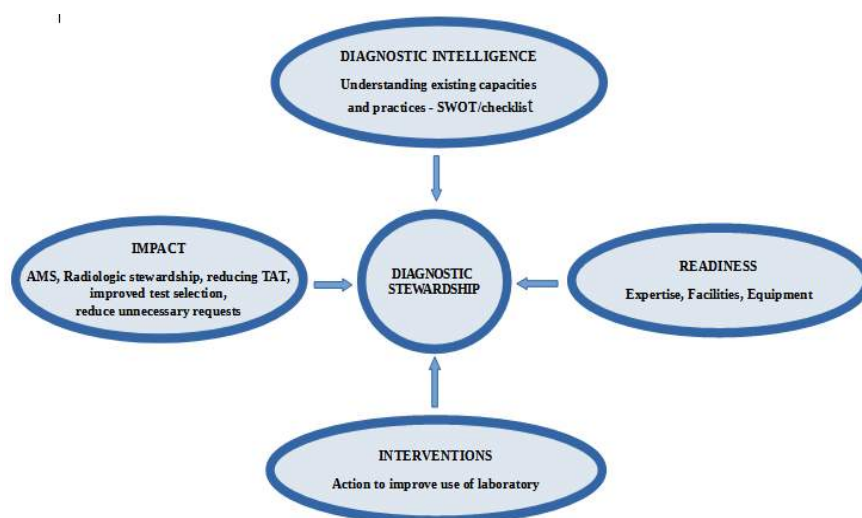 DIAGNOSTIC INTELLIGENCE
Understanding existing capacities
and practices - SWOT/checklist
IMPACT
AMS, Radiologic stewardship, reducing TAT,
improved test selection,
reduce unnecessary requests
DIAGNOSTIC
STEWARDSHIP
READINESS
Expertise, Facilities, Equipment
INTERVENTIONS
Action to improve use of laboratory